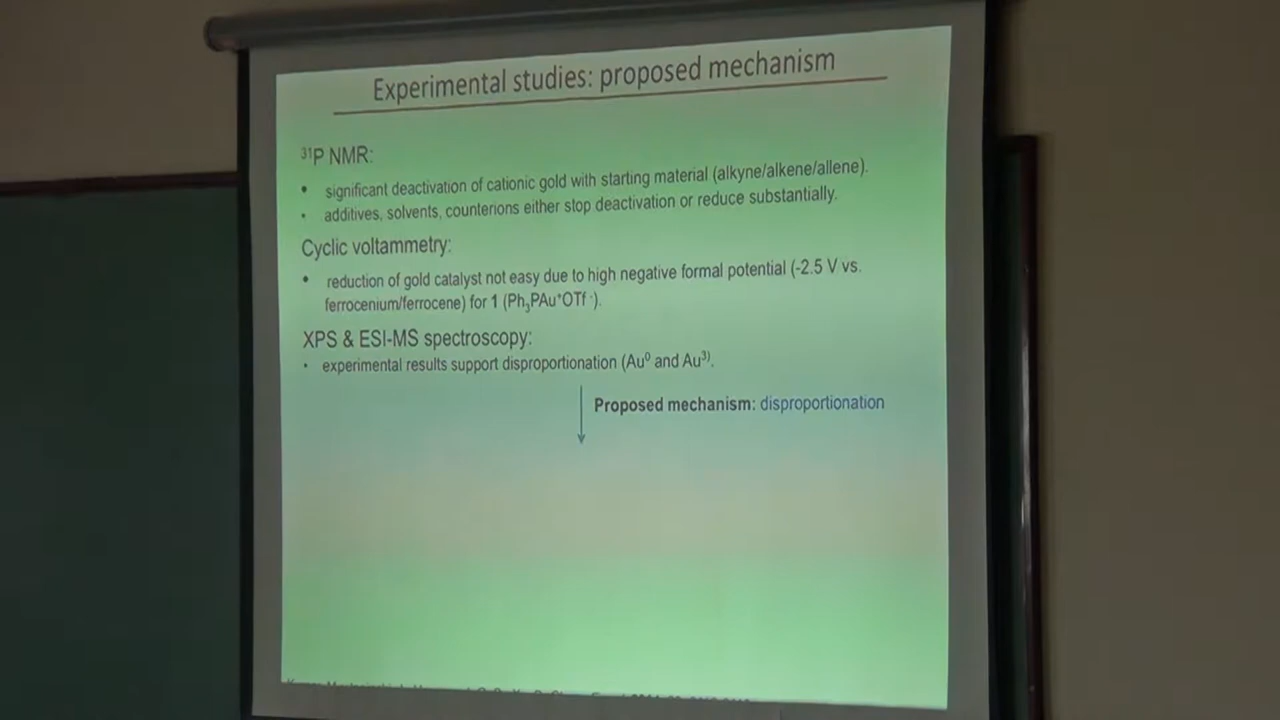 Experimental studies: proposed mechanism
³¹P NMR:
• significant deactivation of cationic gold with starting material (alkyne/alkene/allene).
• additives, solvents, counterions either stop deactivation or reduce substantially.
Cyclic voltammetry:
• reduction of gold catalyst not easy due to high negative formal potential (-2.5 V vs.
ferrocenium/ferrocene) for 1 (Ph₃PAu⁺OTf⁻).
XPS & ESI-MS spectroscopy:
• experimental results support disproportionation (Au⁰ and Au³⁾.
Proposed mechanism: disproportionation